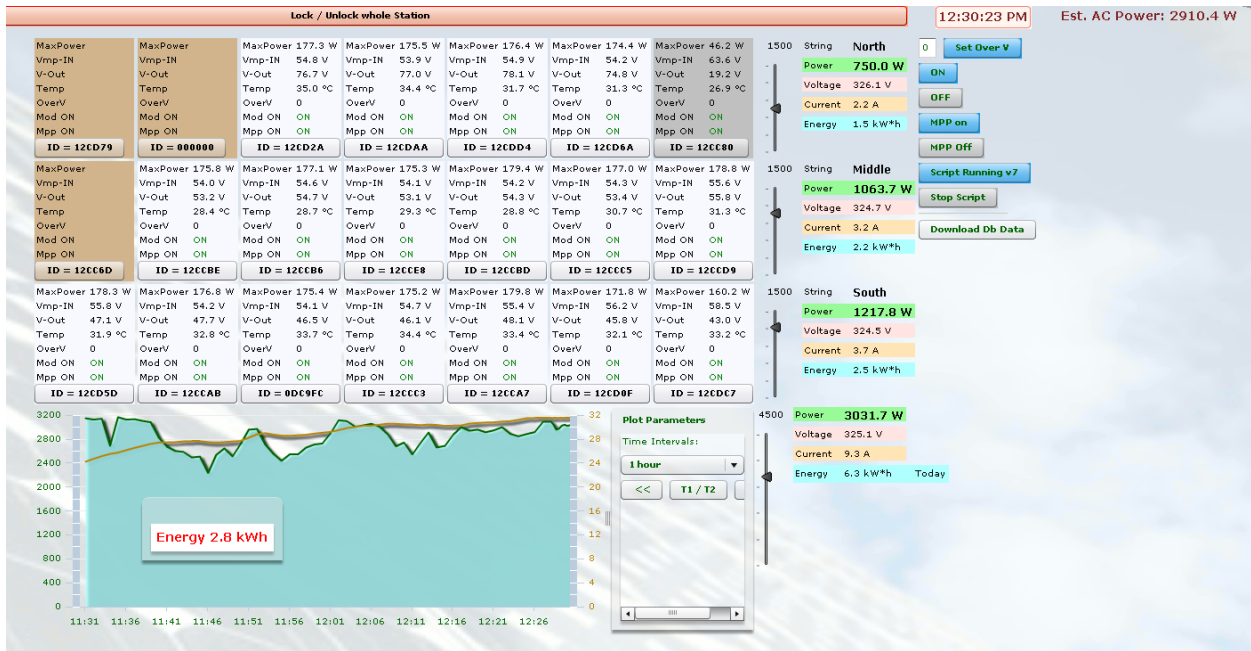 Lock / Unlock whole Station
12:30:23 PM
Est. AC Power: 2910.4 W
MaxPower MaxPower MaxPower 177.3 W MaxPower 175.5 W MaxPower 176.4 W MaxPower 174.4 W MaxPower 46.2 W
Vmp-IN Vmp-IN Vmp-IN 54.8 V Vmp-IN 53.9 V Vmp-IN 54.9 V Vmp-IN 54.2 V Vmp-IN 63.6 V
V-Out V-Out V-Out 76.7 V V-Out 77.0 V V-Out 78.1 V V-Out 74.8 V V-Out 19.2 V
Temp Temp Temp 35.0 ºC Temp 34.4 ºC Temp 31.7 ºC Temp 31.3 ºC Temp 26.9 ºC
OverV OverV OverV 0 OverV 0 OverV 0 OverV 0 OverV 0
Mod ON Mod ON Mod ON ON Mod ON ON Mod ON ON Mod ON ON Mod ON ON
Mpp ON Mpp ON Mpp ON ON Mpp ON ON Mpp ON ON Mpp ON ON Mpp ON ON
ID = 12CD79 ID = 000000 ID = 12CD2A ID = 12CDAA ID = 12CDD4 ID = 12CD6A ID = 12CC80
1500 String North
Power 750.0 W
Voltage 326.1 V
Current 2.2 A
Energy 1.5 kW*h
0 Set Over V
ON
OFF
MPP on
MPP Off
MaxPower MaxPower 175.8 W MaxPower 177.1 W MaxPower 175.3 W MaxPower 179.4 W MaxPower 177.0 W MaxPower 178.8 W
Vmp-IN Vmp-IN 54.0 V Vmp-IN 54.6 V Vmp-IN 54.1 V Vmp-IN 54.2 V Vmp-IN 54.3 V Vmp-IN 55.6 V
V-Out V-Out 53.2 V V-Out 54.7 V V-Out 53.1 V V-Out 54.3 V V-Out 53.4 V V-Out 55.8 V
Temp Temp 28.4 ºC Temp 28.7 ºC Temp 29.3 ºC Temp 28.8 ºC Temp 30.7 ºC Temp 31.3 ºC
OverV OverV 0 OverV 0 OverV 0 OverV 0 OverV 0 OverV 0
Mod ON Mod ON ON Mod ON ON Mod ON ON Mod ON ON Mod ON ON Mod ON ON
Mpp ON Mpp ON ON Mpp ON ON Mpp ON ON Mpp ON ON Mpp ON ON Mpp ON ON
ID = 12CC6D ID = 12CCBE ID = 12CCB6 ID = 12CCE8 ID = 12CCBD ID = 12CCC5 ID = 12CCD9
1500 String Middle
Power 1063.7 W
Voltage 324.7 V
Current 3.2 A
Energy 2.2 kW*h
Script Running v7
Stop Script
Download Db Data
MaxPower 178.3 W MaxPower 176.8 W MaxPower 175.4 W MaxPower 175.2 W MaxPower 179.8 W MaxPower 171.8 W MaxPower 160.2 W
Vmp-IN 55.8 V Vmp-IN 54.2 V Vmp-IN 54.1 V Vmp-IN 54.7 V Vmp-IN 55.4 V Vmp-IN 56.2 V Vmp-IN 58.5 V
V-Out 47.1 V V-Out 47.7 V V-Out 46.5 V V-Out 46.1 V V-Out 48.1 V V-Out 45.8 V V-Out 43.0 V
Temp 31.9 ºC Temp 32.8 ºC Temp 33.7 ºC Temp 34.4 ºC Temp 33.4 ºC Temp 32.1 ºC Temp 33.2 ºC
OverV 0 OverV 0 OverV 0 OverV 0 OverV 0 OverV 0 OverV 0
Mod ON ON Mod ON ON Mod ON ON Mod ON ON Mod ON ON Mod ON ON Mod ON ON
Mpp ON ON Mpp ON ON Mpp ON ON Mpp ON ON Mpp ON ON Mpp ON ON Mpp ON ON
ID = 12CD5D ID = 12CCAB ID = 0DC9FC ID = 12CCC3 ID = 12CCA7 ID = 12CD0F ID = 12CDC7
1500 String South
Power 1217.8 W
Voltage 324.5 V
Current 3.7 A
Energy 2.5 kW*h
3200 32
2800 28
2400 24
2000 20
1600 16
1200 12
800 8
400 4
0 0
Energy 2.8 kWh
11:31 11:36 11:41 11:46 11:51 11:56 12:01 12:06 12:11 12:16 12:21 12:26
Plot Parameters
Time Intervals:
1 hour
<< T1 / T2
4500 Power 3031.7 W
Voltage 325.1 V
Current 9.3 A
Energy 6.3 kW*h Today